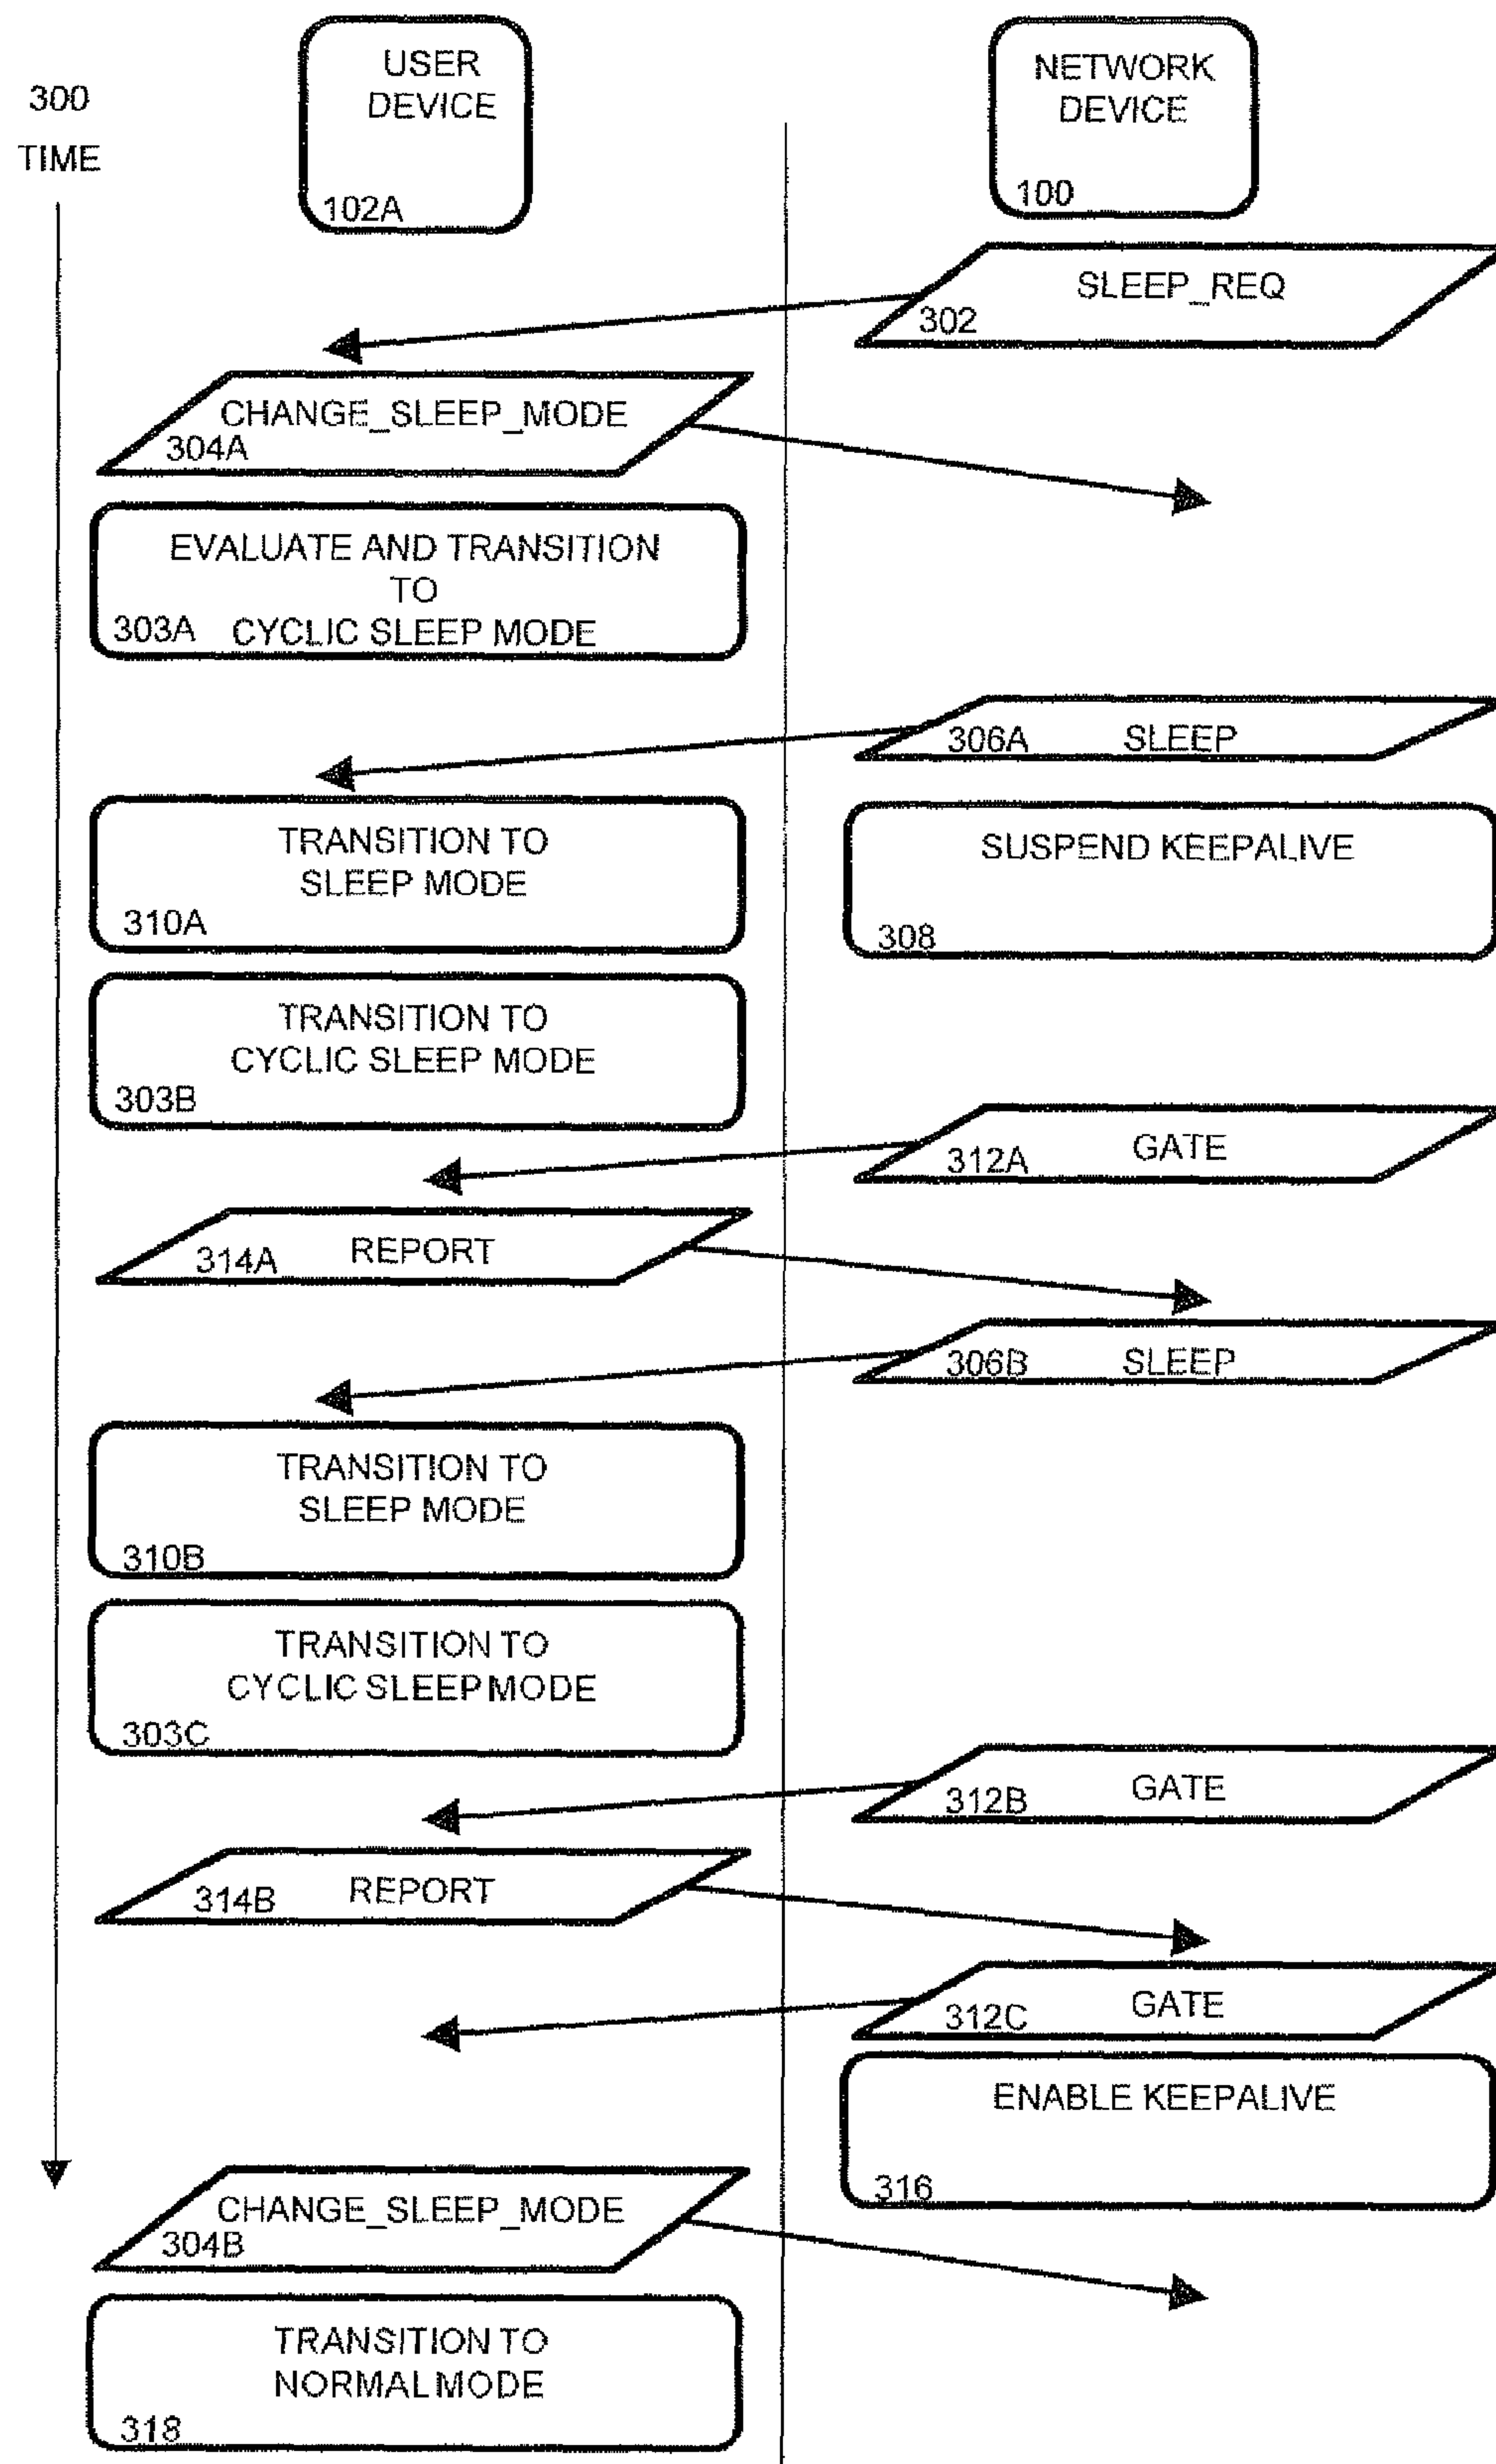 300
TIME
USER
DEVICE
102A
NETWORK
DEVICE
100
SLEEP_REQ
302
CHANGE_SLEEP_MODE
304A
EVALUATE AND TRANSITION
TO
303A CYCLIC SLEEP MODE
306A SLEEP
TRANSITION TO
SLEEP MODE
310A
SUSPEND KEEPALIVE
308
TRANSITION TO
CYCLIC SLEEP MODE
303B
312A GATE
314A REPORT
306B SLEEP
TRANSITION TO
SLEEP MODE
310B
TRANSITION TO
CYCLIC SLEEP MODE
303C
312B GATE
314B REPORT
312C GATE
ENABLE KEEPALIVE
316
CHANGE_SLEEP_MODE
304B
TRANSITION TO
NORMAL MODE
318